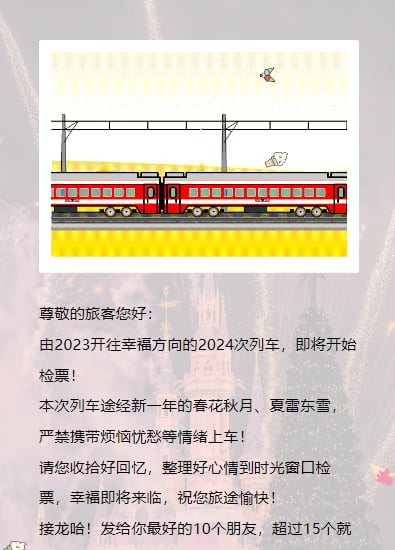 尊敬的旅客您好：
由2023开往幸福方向的2024次列车，即将开始
检票！
本次列车途经新一年的春花秋月、夏雷东雪，
严禁携带烦恼忧愁等情绪上车！
请您收拾好回忆，整理好心情到时光窗口检
票，幸福即将来临，祝您旅途愉快！
接龙哈！发给你最好的10个朋友，超过15个就